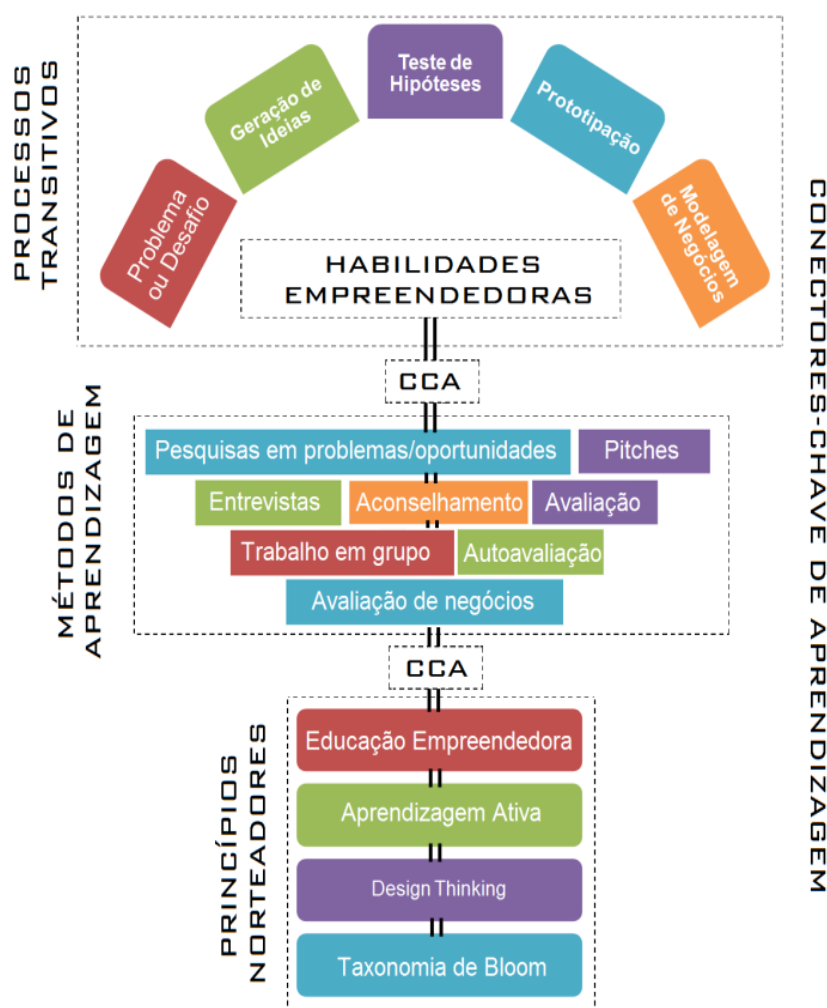 PROCESSOS
TRANSITIVOS
Problema
ou Desafio
Geração de
Ideias
Teste de
Hipóteses
Prototipação
Modelagem
de Negócios
HABILIDADES
EMPREENDEDORAS
CCA
MÉTODOS DE
APRENDIZAGEM
Pesquisas em problemas/oportunidades
Pitches
Entrevistas
Aconselhamento
Avaliação
Trabalho em grupo
Autoavaliação
Avaliação de negócios
CCA
PRINCÍPIOS
NORTEADORES
Educação Empreendedora
Aprendizagem Ativa
Design Thinking
Taxonomia de Bloom
CONECTORES-CHAVE DE APRENDIZAGEM